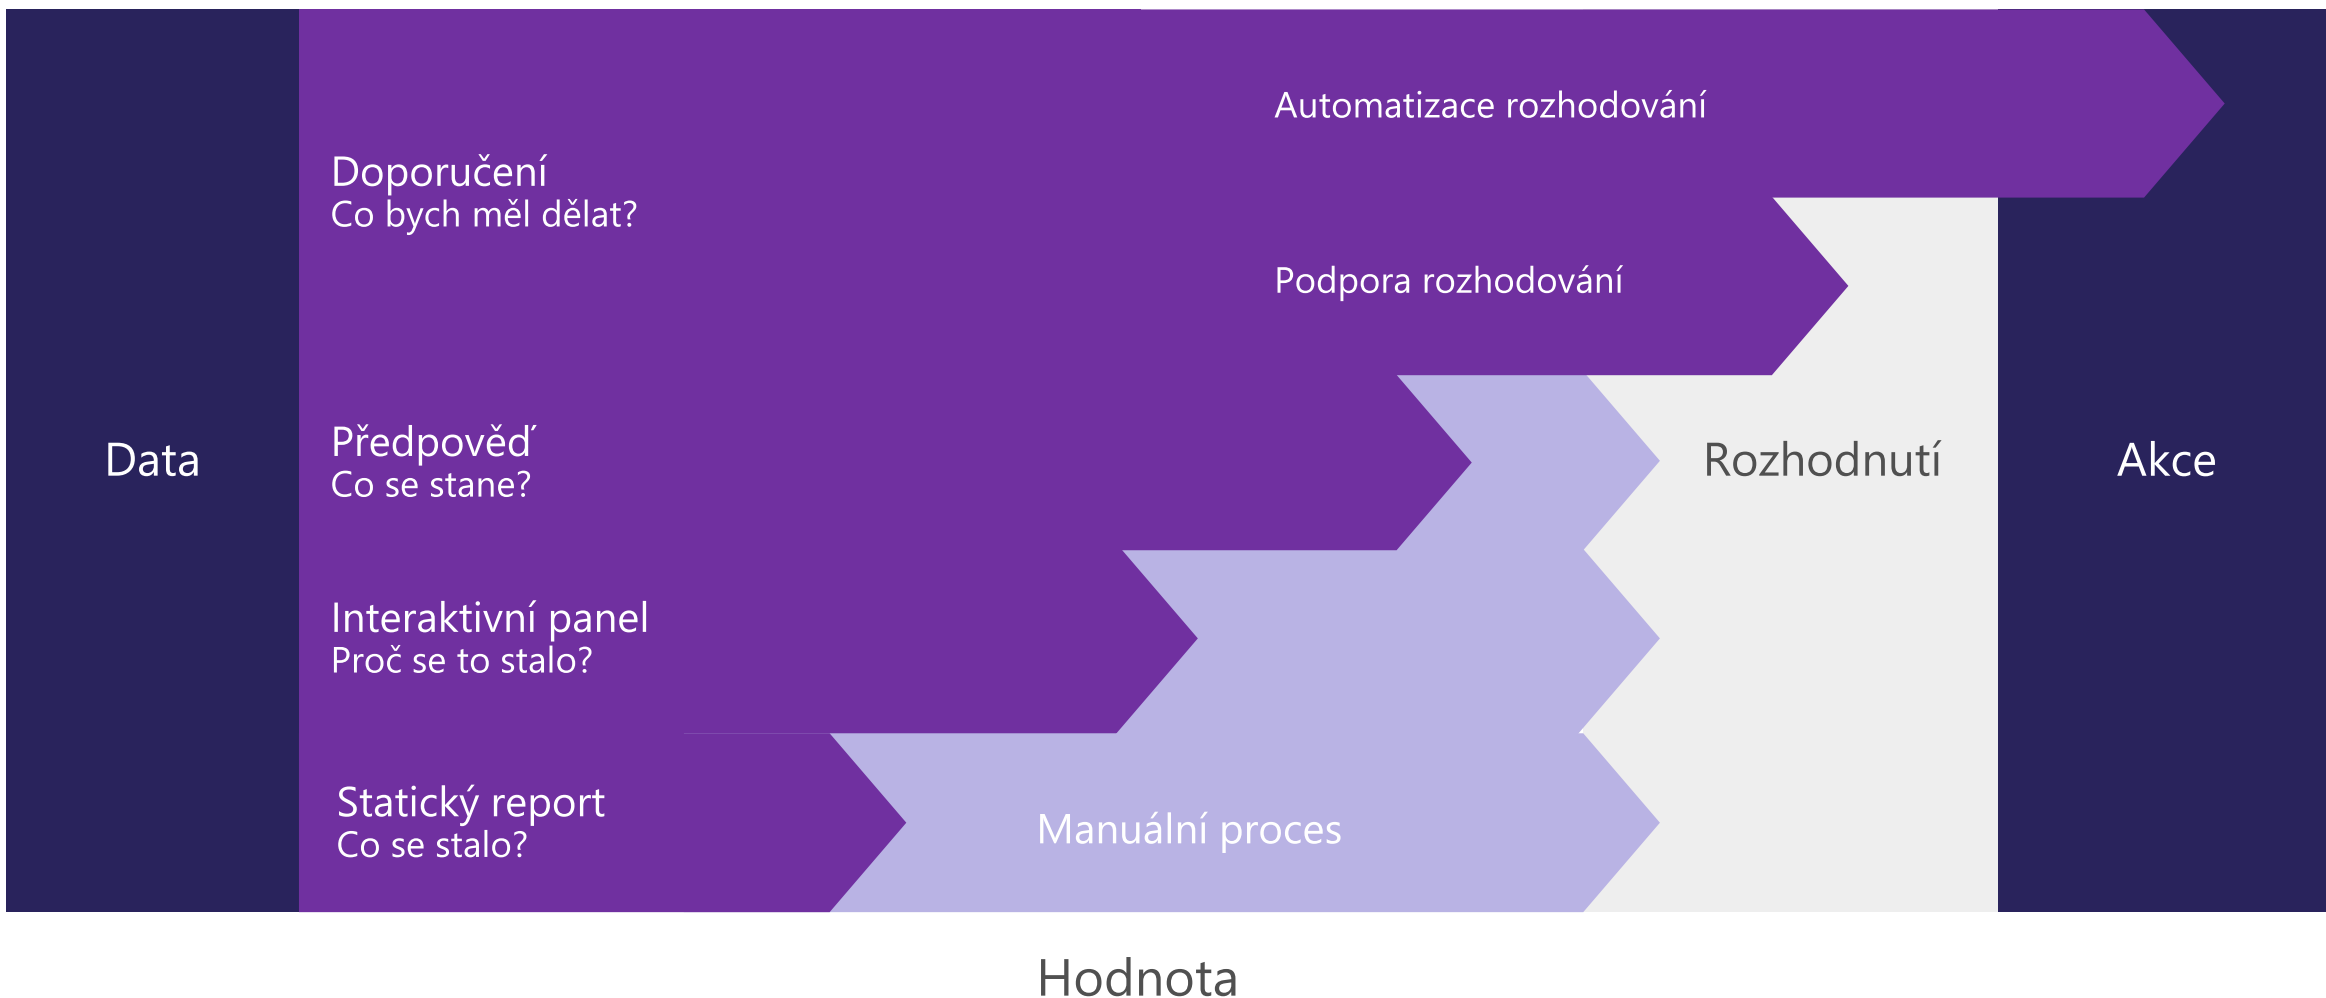 Data
Doporučení
Co bych měl dělat?
Automatizace rozhodování
Podpora rozhodování
Předpověď
Co se stane?
Interaktivní panel
Proč se to stalo?
Statický report
Co se stalo?
Manuální proces
Rozhodnutí
Akce
Hodnota